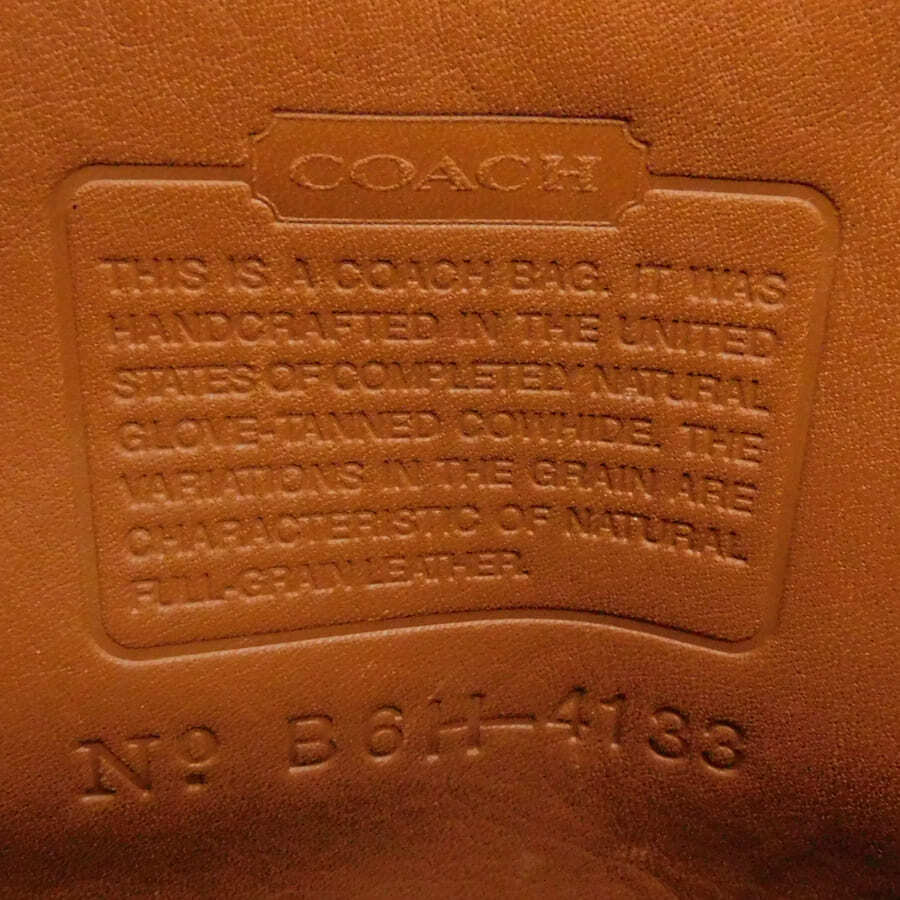 COACH
THIS IS A COACH BAG. IT WAS
HANDCRAFTED IN THE UNITED
STATES OF COMPLETELY NATURAL
GLOVE-TANNED COWHIDE. THE
VARIATIONS IN THE GRAIN ARE
CHARACTERISTIC OF NATURAL
FULL-GRAIN LEATHER.
Nº B6H-4133